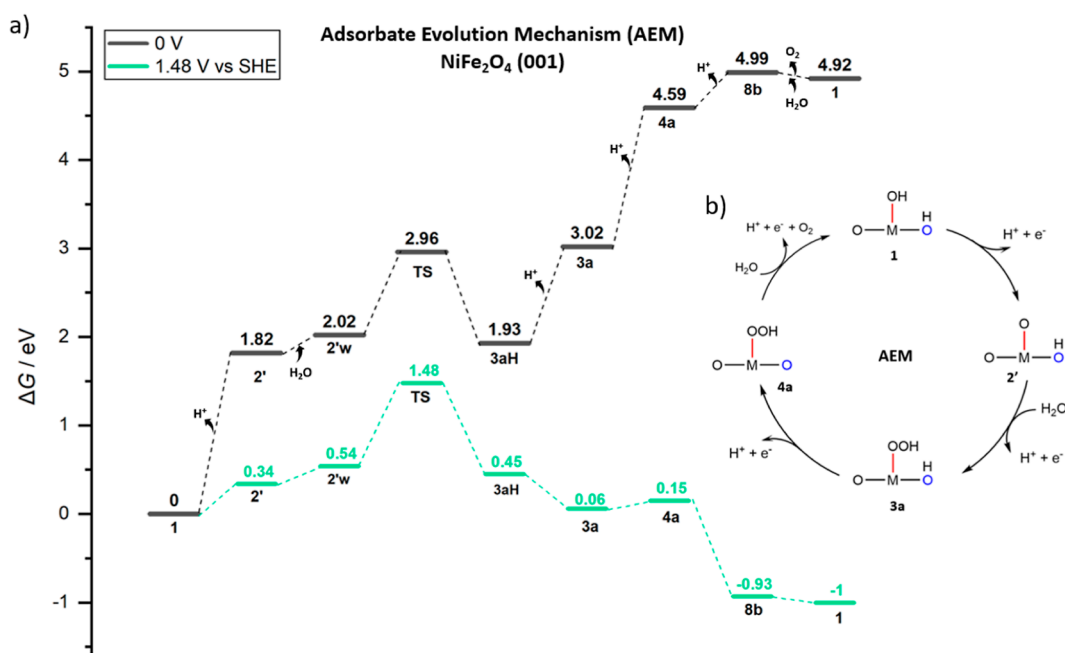 a)
0 V
1.48 V vs SHE
Adsorbate Evolution Mechanism (AEM)
NiFe₂O₄ (001)
ΔG / eV
5
4
3
2
1
0
-1
0
1
H⁺
1.82
2'
H₂O
2.02
2'w
2.96
TS
1.93
3aH
H⁺
3.02
3a
H⁺
4.59
4a
H⁺
4.99
8b
O₂
H₂O
4.92
1
0.34
2'
0.54
2'w
1.48
TS
0.45
3aH
0.06
3a
0.15
4a
-0.93
8b
-1
1
b)
AEM
OH
H
O—M—O
1
H⁺ + e⁻
O
H
O—M—O
2'
H₂O
H⁺ + e⁻
OOH
H
O—M—O
3a
H⁺ + e⁻
OOH
O—M—O
4a
H₂O
H⁺ + e⁻ + O₂